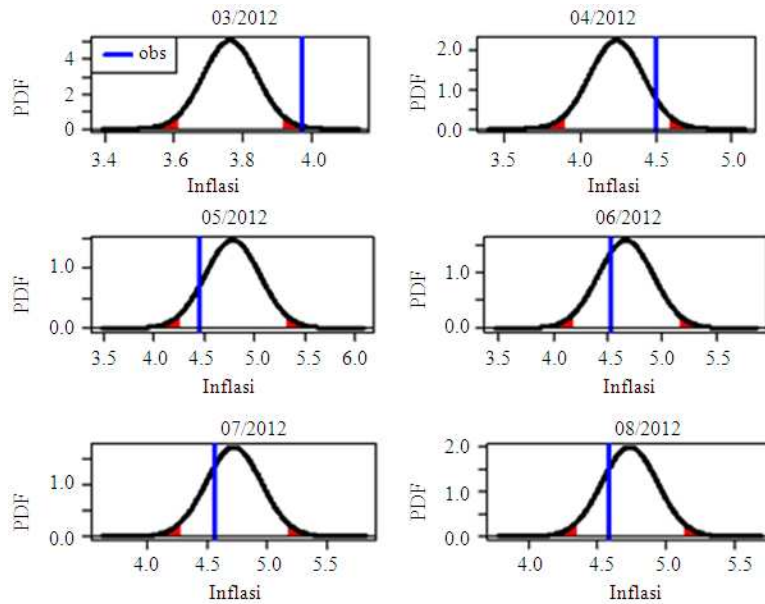 03/2012
04/2012
PDF
4
2
0
obs
3.4 3.6 3.8 4.0
Inflasi
PDF
2.0
1.0
0.0
3.5 4.0 4.5 5.0
Inflasi
05/2012
06/2012
PDF
1.0
0.0
3.5 4.0 4.5 5.0 5.5 6.0
Inflasi
PDF
1.0
0.0
3.5 4.0 4.5 5.0 5.5
Inflasi
07/2012
08/2012
PDF
1.0
0.0
4.0 4.5 5.0 5.5
Inflasi
PDF
2.0
1.0
0.0
4.0 4.5 5.0 5.5
Inflasi